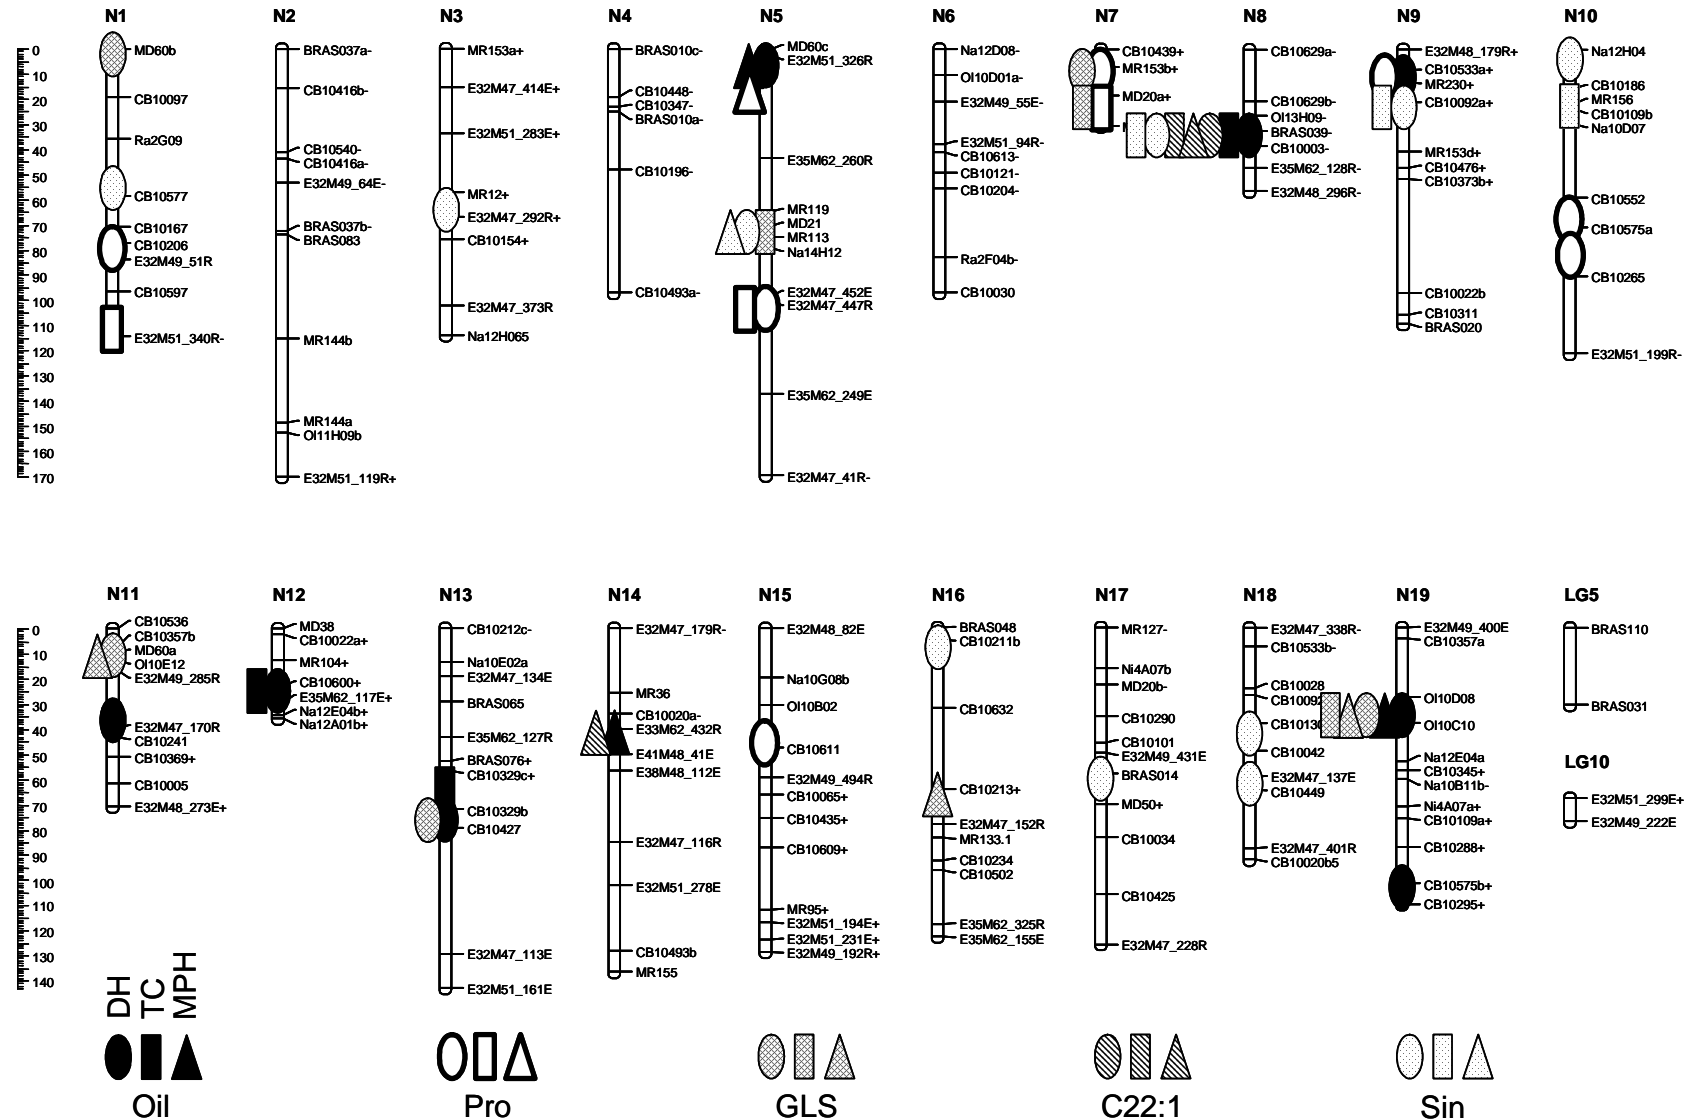 N1 N2 N3 N4 N5 N6 N7 N8 N9 N10
0
10
20
30
40
50
60
70
80
90
100
110
120
130
140
150
160
170
MD60b
CB10097
Ra2G09
CB10577
CB10167
CB10206
E32M49_51R
CB10597
E32M51_340R-
BRAS037a-
CB10416b-
CB10540-
CB10416a-
E32M49_64E-
BRAS037b-
BRAS083
MR144b
MR144a
Ol11H09b
E32M51_119R+
MR153a+
E32M47_414E+
E32M51_283E+
MR12+
E32M47_292R+
CB10154+
E32M47_373R
Na12H065
BRAS010c-
CB10448-
CB10347-
BRAS010a-
CB10196-
CB10493a-
MD60c
E32M51_326R
E35M62_260R
MR119
MD21
MR113
Na14H12
E32M47_452E
E32M47_447R
E35M62_249E
E32M47_41R-
Na12D08-
Ol10D01a-
E32M49_55E-
E32M51_94R-
CB10613-
CB10121-
CB10204-
Ra2F04b-
CB10030
CB10439+
MR153b+
MD20a+
CB10629a-
CB10629b-
Ol13H09-
BRAS039-
CB10003-
E35M62_128R-
E32M48_296R-
E32M48_179R+
CB10533a+
MR230+
CB10092a+
MR153d+
CB10476+
CB10373b+
CB10022b
CB10311
BRAS020
Na12H04
CB10186
MR156
CB10109b
Na10D07
CB10552
CB10575a
CB10265
E32M51_199R-
N11 N12 N13 N14 N15 N16 N17 N18 N19 LG5
0
10
20
30
40
50
60
70
80
90
100
110
120
130
140
CB10536
CB10357b
MD60a
Ol10E12
E32M49_285R
E32M47_170R
CB10241
CB10369+
CB10005
E32M48_273E+
MD38
CB10022a+
MR104+
CB10600+
E35M62_117E+
Na12E04b+
Na12A01b+
CB10212c-
Na10E02a
E32M47_134E
BRAS065
E35M62_127R
BRAS076+
CB10329c+
CB10329b
CB10427
E32M47_113E
E32M51_161E
E32M47_179R-
MR36
CB10020a-
E33M62_432R
E41M48_41E
E38M48_112E
E32M47_116R
E32M51_278E
CB10493b
MR155
E32M48_82E
Na10G08b
Ol10B02
CB10611
E32M49_494R
CB10065+
CB10435+
CB10609+
MR95+
E32M51_194E+
E32M51_231E+
E32M49_192R+
BRAS048
CB10211b
CB10632
CB10213+
E32M47_152R
MR133.1
CB10234
CB10502
E35M62_325R
E35M62_155E
MR127-
Ni4A07b
MD20b-
CB10290
CB10101
E32M49_431E
BRAS014
MD50+
CB10034
CB10425
E32M47_228R
E32M47_338R-
CB10533b-
CB10028
CB10042
E32M47_137E
CB10449
E32M47_401R
CB10020b5
E32M49_400E
CB10357a
Ol10D08
Ol10C10
Na12E04a
CB10345+
Na10B11b-
Ni4A07a+
CB10109a+
CB10288+
CB10575b+
CB10295+
BRAS110
BRAS031
LG10
E32M51_299E+
E32M49_222E
DH TC MPH
Oil Pro GLS C22:1 Sin